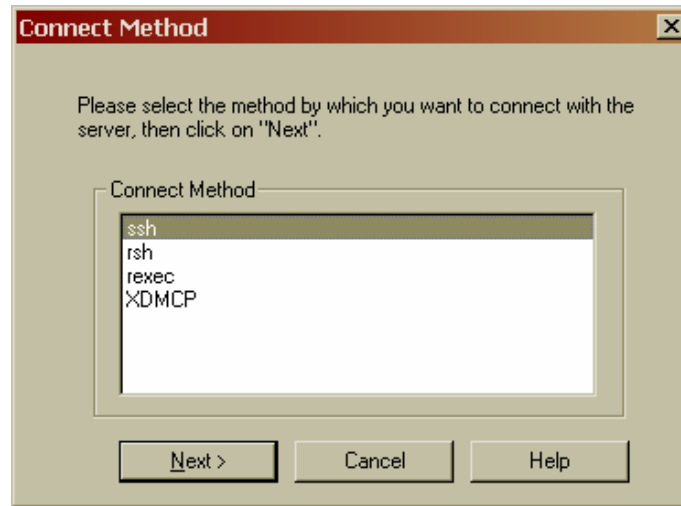 Connect Method
Please select the method by which you want to connect with the
server, then click on "Next".
Connect Method
ssh
rsh
rexec
XDMCP
Next >
Cancel
Help